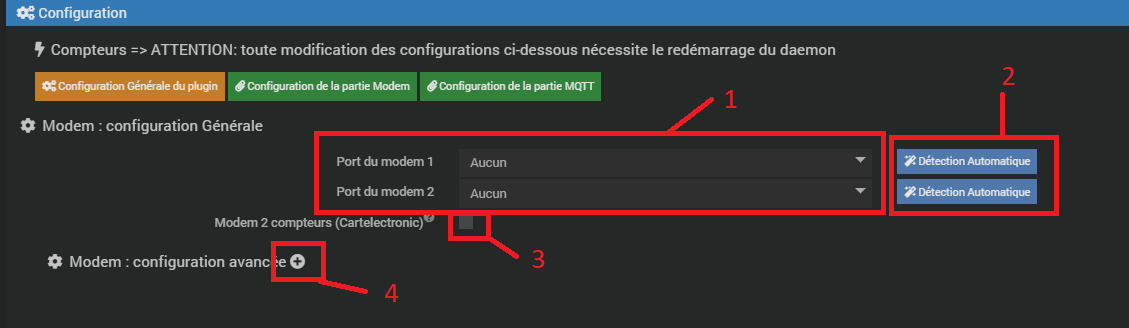 Configuration
Compteurs => ATTENTION: toute modification des configurations ci-dessous nécessite le redémarrage du daemon
Configuration Générale du plugin Configuration de la partie Modem Configuration de la partie MQTT
1
2
Modem : configuration Générale
Port du modem 1 Aucun Détection Automatique
Port du modem 2 Aucun Détection Automatique
Modem 2 compteurs (Cartelectronic)
3
Modem : configuration avancée
4